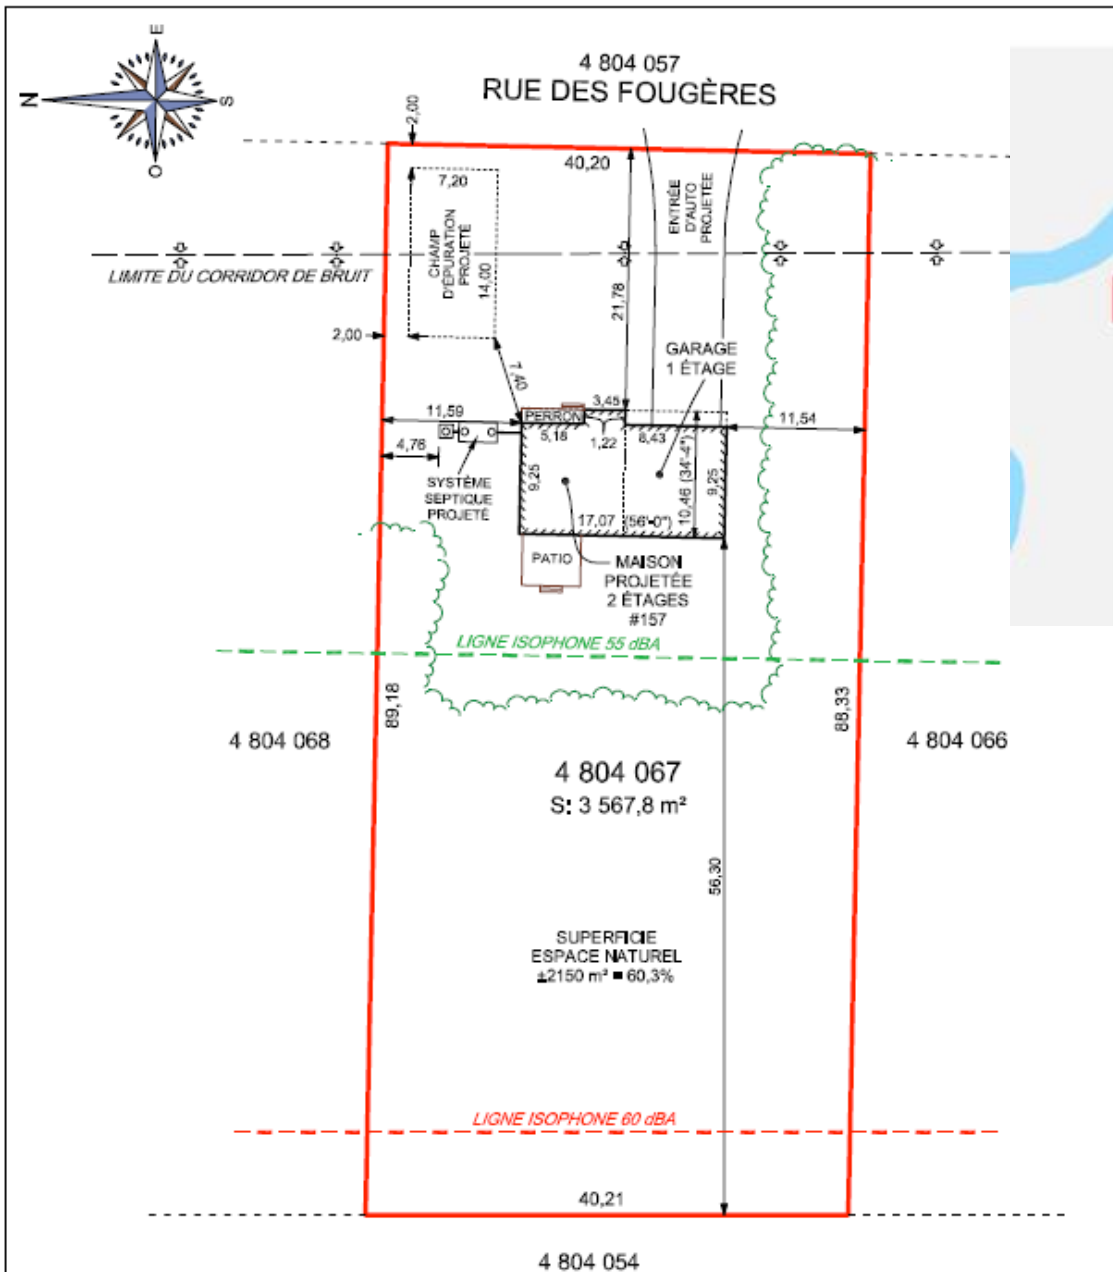 E
N
S
O
4 804 057
RUE DES FOUGÈRES
2,00
40,20
7,20
CHAMP
D'ÉPURATION
PROJETÉ
14,00
ENTRÉE
D'AUTO
PROJETÉE
LIMITE DU CORRIDOR DE BRUIT
21,78
2,00
7,40
GARAGE
1 ÉTAGE
11,59
PERRON
3,45
11,54
5,18
1,22
8,43
4,76
9,25
10,46 (34'-4")
9,25
SYSTÈME
SEPTIQUE
PROJETÉ
17,07 (56'-0")
PATIO
MAISON
PROJETÉE
2 ÉTAGES
#157
LIGNE ISOPHONE 55 dBA
89,18
88,33
4 804 068
4 804 066
4 804 067
S: 3 567,8 m²
56,30
SUPERFICIE
ESPACE NATUREL
±2150 m² = 60,3%
LIGNE ISOPHONE 60 dBA
40,21
4 804 054